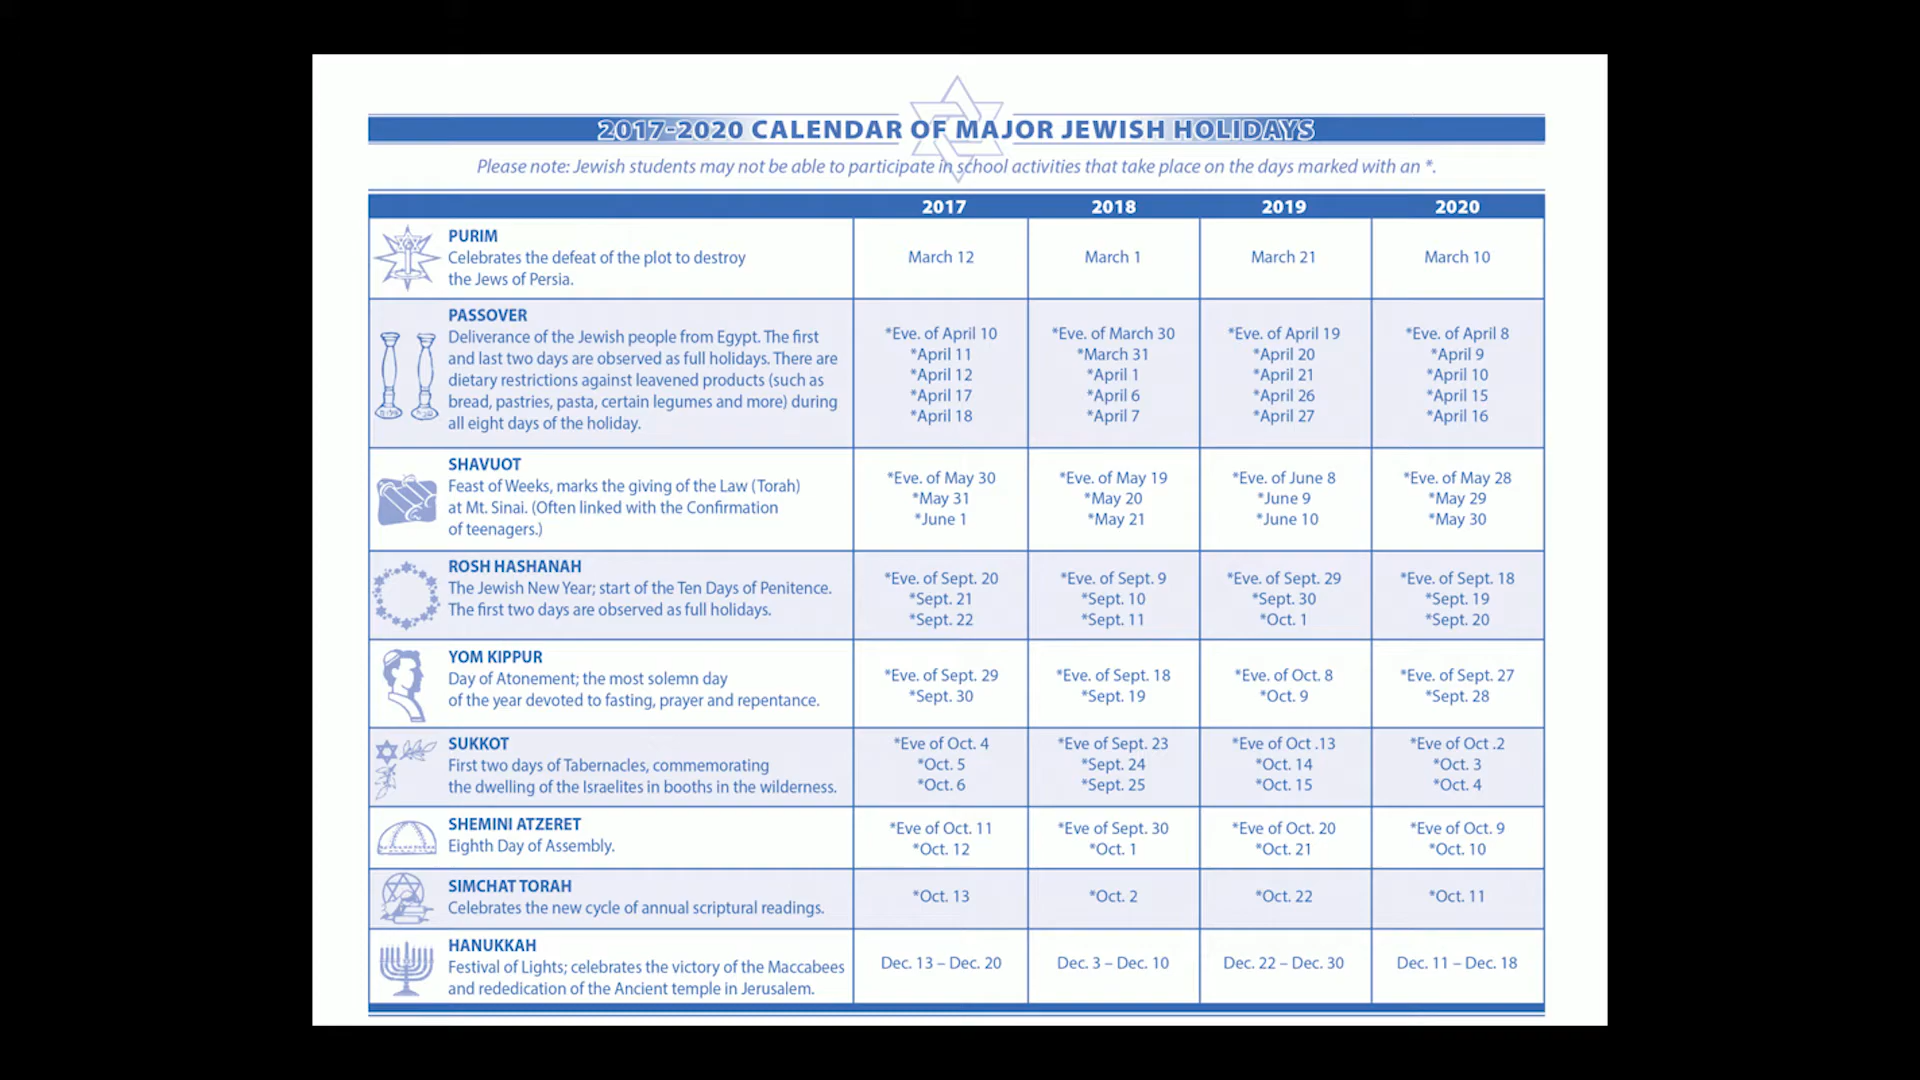 2017-2020 CALENDAR OF MAJOR JEWISH HOLIDAYS
Please note: Jewish students may not be able to participate in school activities that take place on the days marked with an *.
2017 2018 2019 2020
PURIM
Celebrates the defeat of the plot to destroy
the Jews of Persia.
March 12 March 1 March 21 March 10
PASSOVER
Deliverance of the Jewish people from Egypt. The first
and last two days are observed as full holidays. There are
dietary restrictions against leavened products (such as
bread, pastries, pasta, certain legumes and more) during
all eight days of the holiday.
*Eve. of April 10 *Eve. of March 30 *Eve. of April 19 *Eve. of April 8
*April 11 *March 31 *April 20 *April 9
*April 12 *April 1 *April 21 *April 10
*April 17 *April 6 *April 26 *April 15
*April 18 *April 7 *April 27 *April 16
SHAVUOT
Feast of Weeks, marks the giving of the Law (Torah)
at Mt. Sinai. (Often linked with the Confirmation
of teenagers.)
*Eve. of May 30 *Eve. of May 19 *Eve. of June 8 *Eve. of May 28
*May 31 *May 20 *June 9 *May 29
*June 1 *May 21 *June 10 *May 30
ROSH HASHANAH
The Jewish New Year; start of the Ten Days of Penitence.
The first two days are observed as full holidays.
*Eve. of Sept. 20 *Eve. of Sept. 9 *Eve. of Sept. 29 *Eve. of Sept. 18
*Sept. 21 *Sept. 10 *Sept. 30 *Sept. 19
*Sept. 22 *Sept. 11 *Oct. 1 *Sept. 20
YOM KIPPUR
Day of Atonement; the most solemn day
of the year devoted to fasting, prayer and repentance.
*Eve. of Sept. 29 *Eve. of Sept. 18 *Eve. of Oct. 8 *Eve. of Sept. 27
*Sept. 30 *Sept. 19 *Oct. 9 *Sept. 28
SUKKOT
First two days of Tabernacles, commemorating
the dwelling of the Israelites in booths in the wilderness.
*Eve of Oct. 4 *Eve of Sept. 23 *Eve of Oct .13 *Eve of Oct .2
*Oct. 5 *Sept. 24 *Oct. 14 *Oct. 3
*Oct. 6 *Sept. 25 *Oct. 15 *Oct. 4
SHEMINI ATZERET
Eighth Day of Assembly.
*Eve of Oct. 11 *Eve of Sept. 30 *Eve of Oct. 20 *Eve of Oct. 9
*Oct. 12 *Oct. 1 *Oct. 21 *Oct. 10
SIMCHAT TORAH
Celebrates the new cycle of annual scriptural readings.
*Oct. 13 *Oct. 2 *Oct. 22 *Oct. 11
HANUKKAH
Festival of Lights; celebrates the victory of the Maccabees
and rededication of the Ancient temple in Jerusalem.
Dec. 13 – Dec. 20 Dec. 3 – Dec. 10 Dec. 22 – Dec. 30 Dec. 11 – Dec. 18